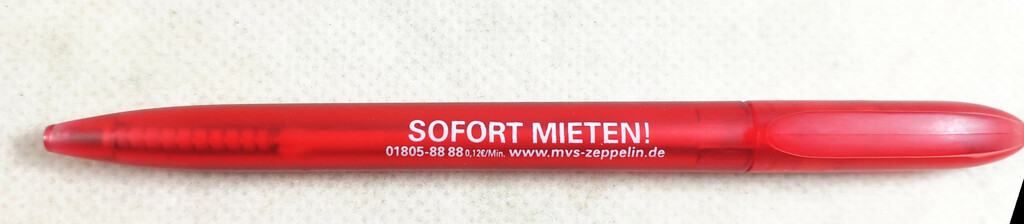 SOFORT MIETEN!
01805-88 88 0,12€/Min. www.mvs-zeppelin.de